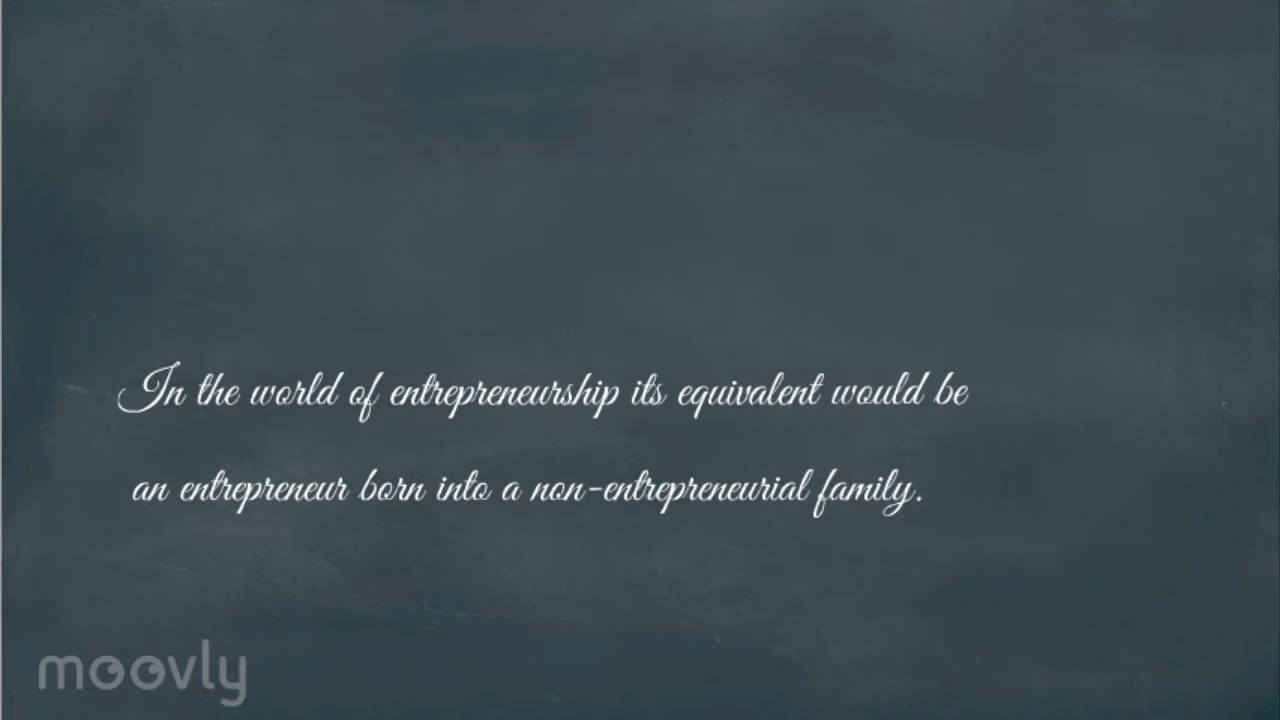 In the world of entrepreneurship its equivalent would be
an entrepreneur born into a non-entrepreneurial family.
moovly